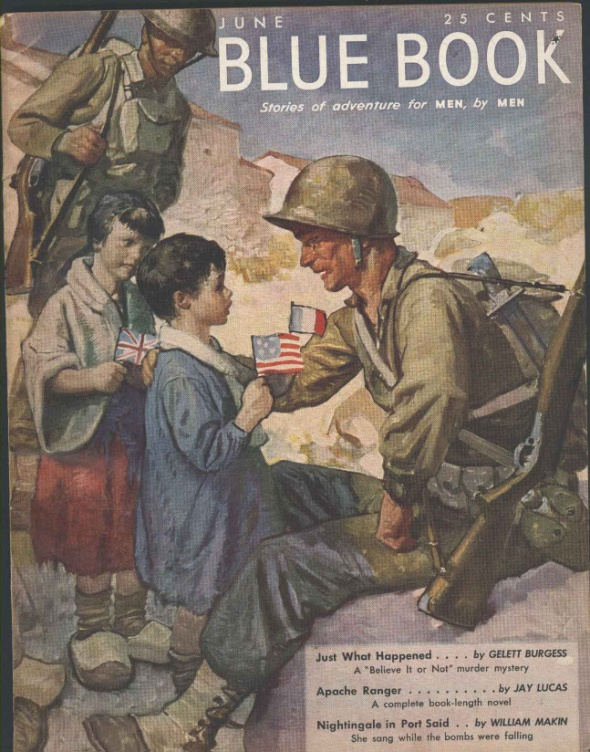 JUNE 25 CENTS
BLUE BOOK
Stories of adventure for MEN, by MEN
Just What Happened . . . . by GELETT BURGESS
A "Believe It or Not" murder mystery
Apache Ranger . . . . . . . . . . by JAY LUCAS
A complete book-length novel
Nightingale in Port Said . . by WILLIAM MAKIN
She sang while the bombs were falling